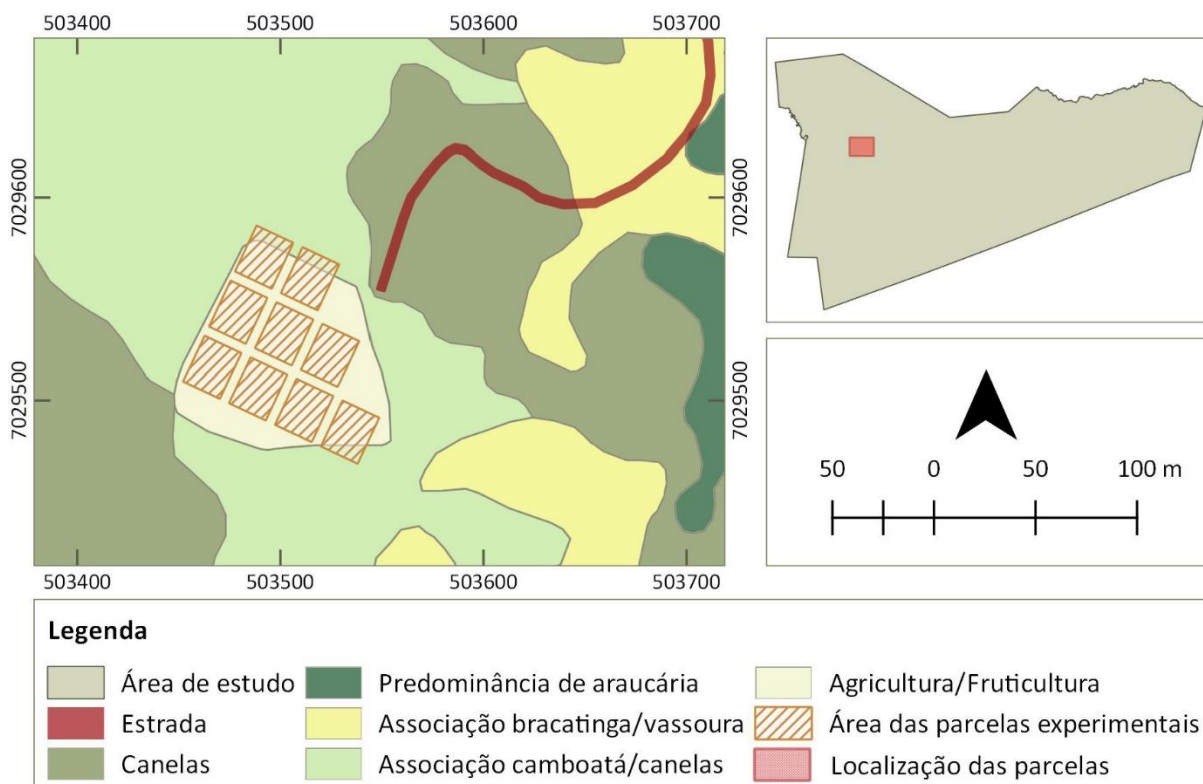 503400 503500 503600 503700
7029600 7029600
7029500 7029500
503400 503500 503600 503700
50 0 50 100 m
Legenda
Área de estudo
Estrada
Canelas
Predominância de araucária
Associação bracatinga/vassoura
Associação camboatá/canelas
Agricultura/Fruticultura
Área das parcelas experimentais
Localização das parcelas